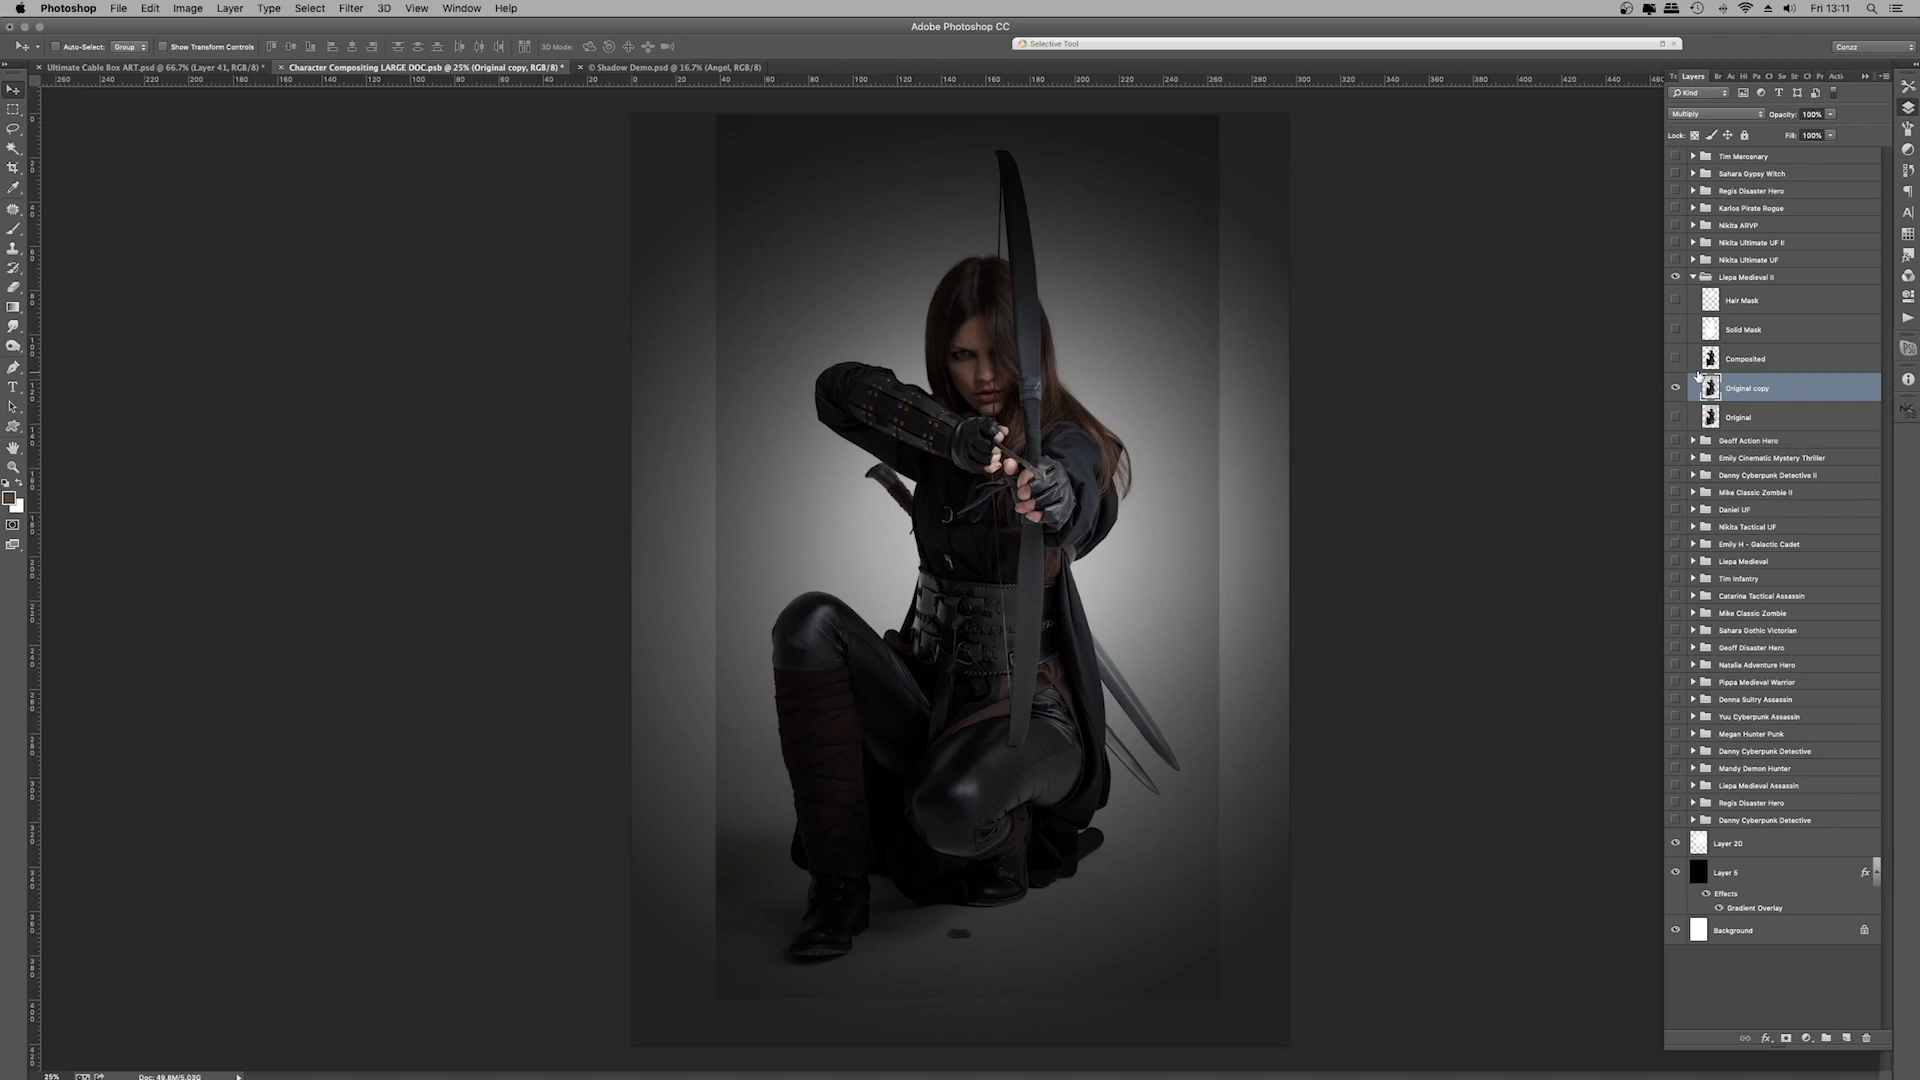 Photoshop File Edit Image Layer Type Select Filter 3D View Window Help
Fri 13:11
Adobe Photoshop CC
Auto-Select: Group Show Transform Controls 3D Mode:
Selective Tool
Conzz
Ultimate Cable Box ART.psd @ 66.7% (Layer 41, RGB/8) *
Character Compositing LARGE DOC.psb @ 25% (Original copy, RGB/8) *
© Shadow Demo.psd @ 16.7% (Angel, RGB/8)
Layers
Kind
Multiply Opacity: 100%
Lock: Fill: 100%
Tim Mercenary
Sahara Gypsy Witch
Regis Disaster Hero
Karlos Pirate Rogue
Nikita ARVP
Nikita Ultimate UF II
Nikita Ultimate UF
Liepa Medieval II
Hair Mask
Solid Mask
Composited
Original copy
Original
Geoff Action Hero
Emily Cinematic Mystery Thriller
Danny Cyberpunk Detective II
Mike Classic Zombie II
Daniel UF
Nikita Tactical UF
Emily H - Galactic Cadet
Liepa Medieval
Tim Infantry
Catarina Tactical Assassin
Mike Classic Zombie
Sahara Gothic Victorian
Geoff Disaster Hero
Natalia Adventure Hero
Pippa Medieval Warrior
Donna Sultry Assassin
Yuu Cyberpunk Assassin
Megan Hunter Punk
Danny Cyberpunk Detective
Mandy Demon Hunter
Liepa Medieval Assassin
Regis Disaster Hero
Danny Cyberpunk Detective
Layer 20
Layer 5 fx
Effects
Gradient Overlay
Background
25% Doc: 49.8M/5.03G